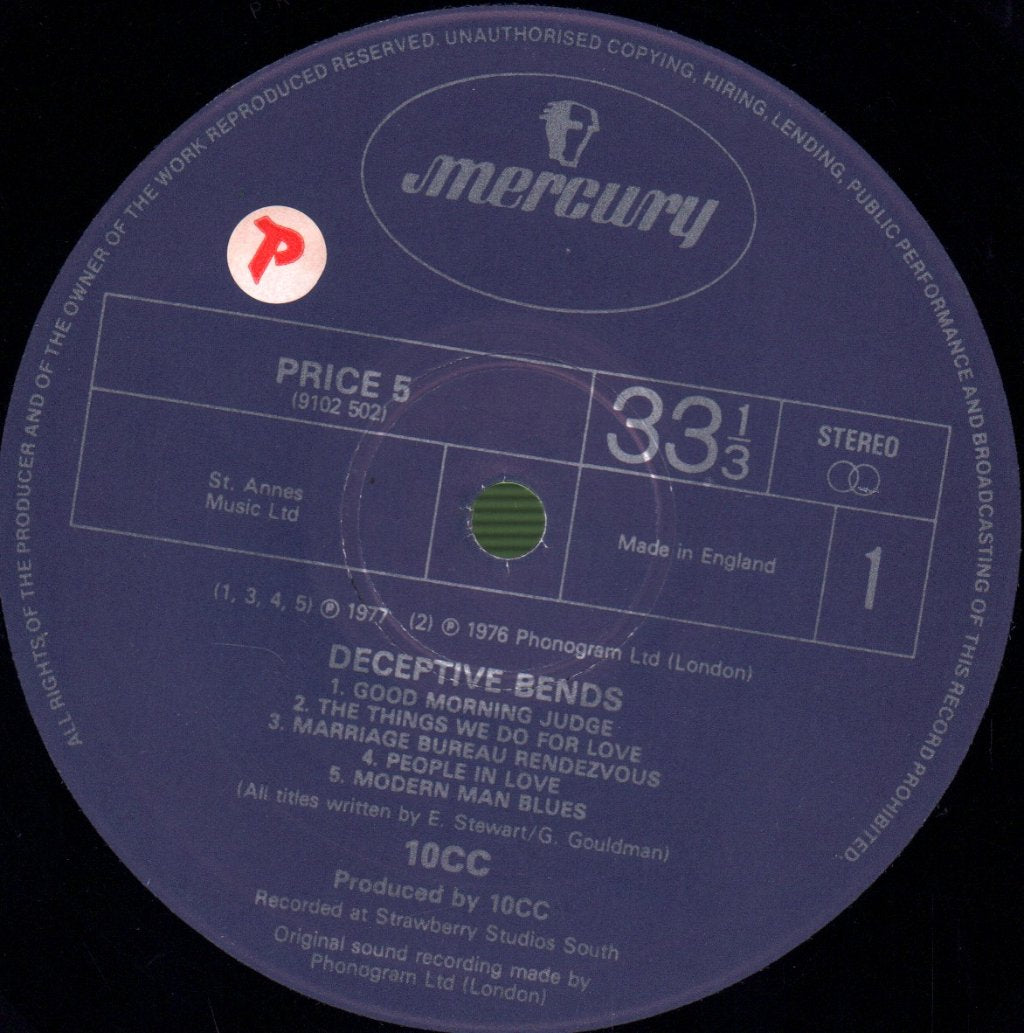 ALL RIGHTS OF THE PRODUCER AND OF THE OWNER OF THE WORK REPRODUCED RESERVED. UNAUTHORISED COPYING, HIRING, LENDING, PUBLIC PERFORMANCE AND BROADCASTING OF THIS RECORD PROHIBITED
mercury
P
PRICE 5
(9102 502)
33 1/3
STEREO
St. Annes
Music Ltd
Made in England
1
(1, 3, 4, 5) ℗ 1977 (2) ℗ 1976 Phonogram Ltd (London)
DECEPTIVE BENDS
1. GOOD MORNING JUDGE
2. THE THINGS WE DO FOR LOVE
3. MARRIAGE BUREAU RENDEZVOUS
4. PEOPLE IN LOVE
5. MODERN MAN BLUES
(All titles written by E. Stewart/G. Gouldman)
10CC
Produced by 10CC
Recorded at Strawberry Studios South
Original sound recording made by
Phonogram Ltd (London)